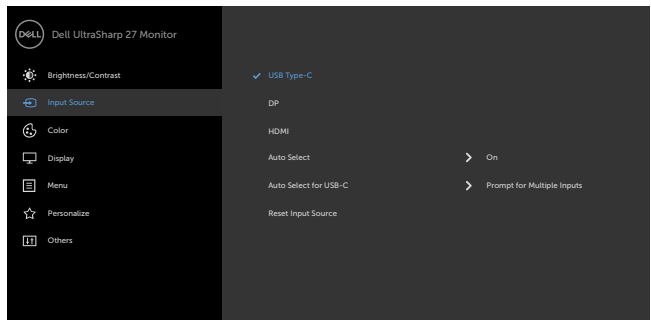 DELL Dell UltraSharp 27 Monitor
Brightness/Contrast
USB Type-C
Input Source
DP
Color
HDMI
Display
Auto Select On
Menu
Auto Select for USB-C Prompt for Multiple Inputs
Personalize
Reset Input Source
Others